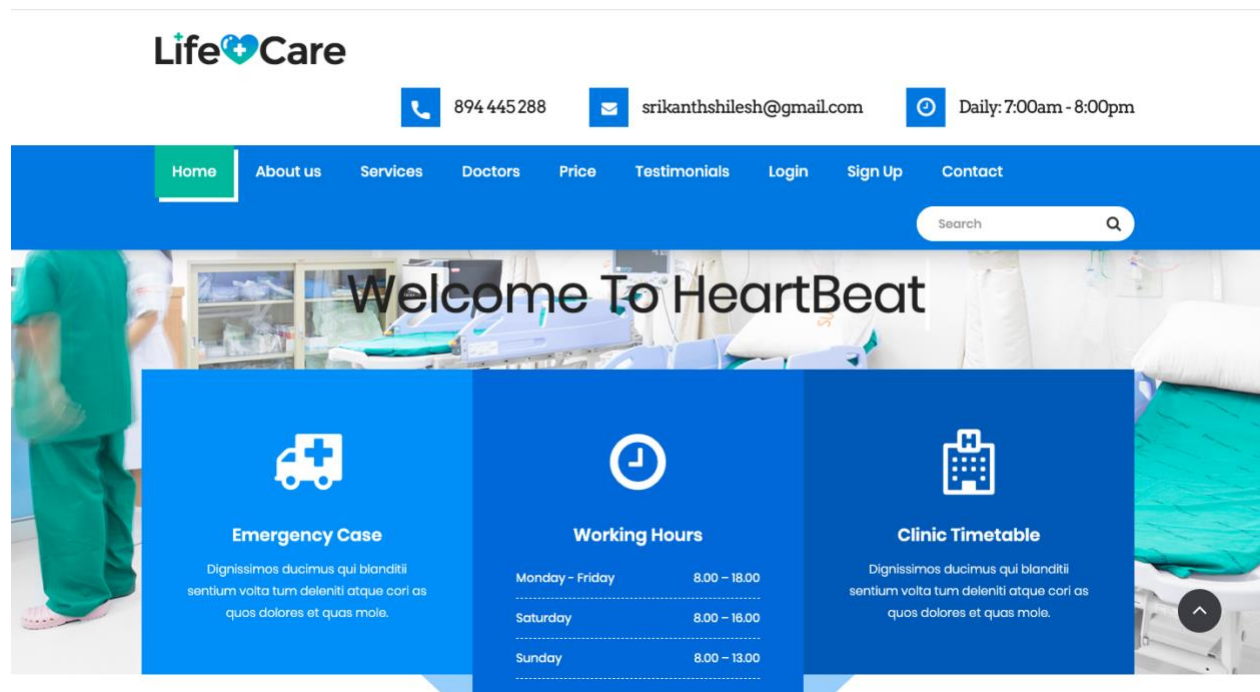 Life Care
894 445 288
srikanthshilesh@gmail.com
Daily: 7:00am - 8:00pm
Home
About us
Services
Doctors
Price
Testimonials
Login
Sign Up
Contact
Search
Welcome To HeartBeat
Emergency Case
Dignissimos ducimus qui blanditii
sentium volta tum deleniti atque cori as
quos dolores et quas mole.
Working Hours
Monday - Friday 8.00 – 18.00
Saturday 8.00 – 16.00
Sunday 8.00 – 13.00
H
Clinic Timetable
Dignissimos ducimus qui blanditii
sentium volta tum deleniti atque cori as
quos dolores et quas mole.